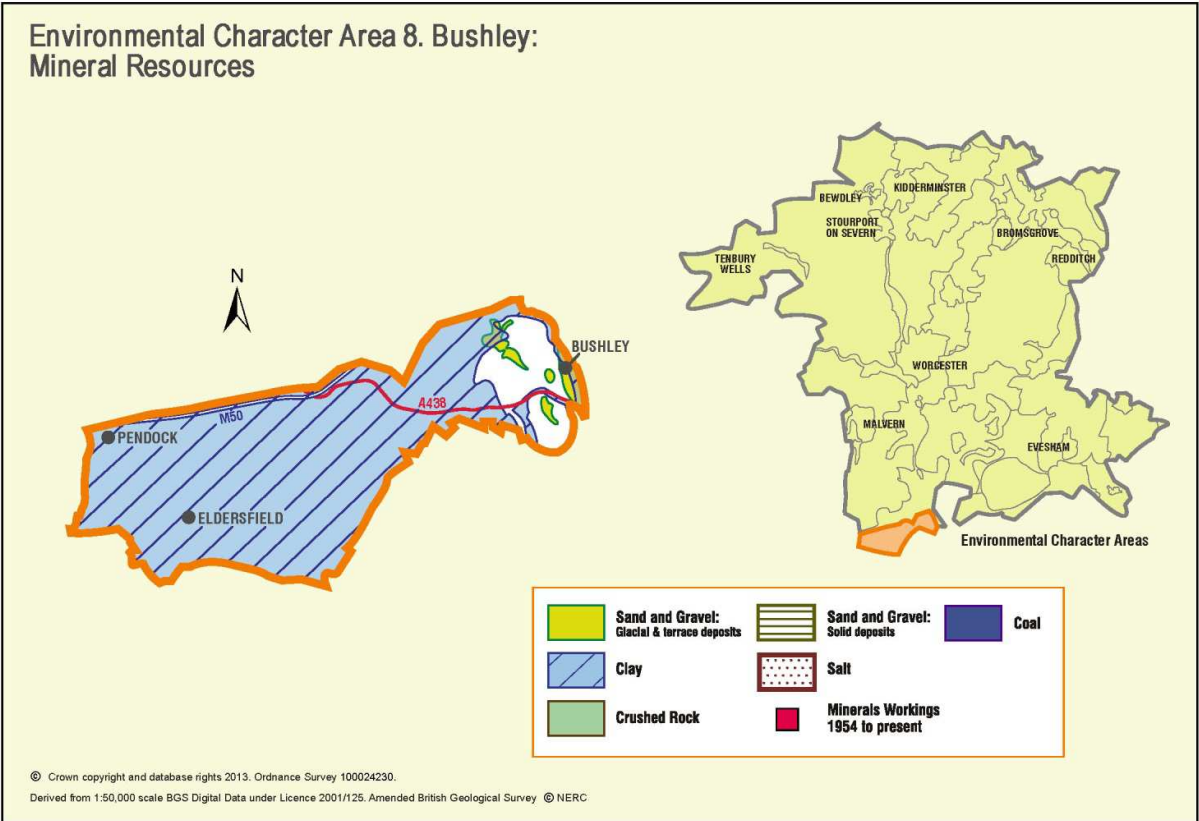 Environmental Character Area 8. Bushley:
Mineral Resources
N
BUSHLEY
A438
M50
PENDOCK
ELDERSFIELD
KIDDERMINSTER
BEWDLEY
STOURPORT
ON SEVERN
BROMSGROVE
TENBURY
WELLS
REDDITCH
WORCESTER
MALVERN
EVESHAM
Environmental Character Areas
Sand and Gravel:
Glacial & terrace deposits
Clay
Crushed Rock
Sand and Gravel:
Solid deposits
Salt
Minerals Workings
1954 to present
Coal
© Crown copyright and database rights 2013. Ordnance Survey 100024230.
Derived from 1:50,000 scale BGS Digital Data under Licence 2001/125. Amended British Geological Survey © NERC